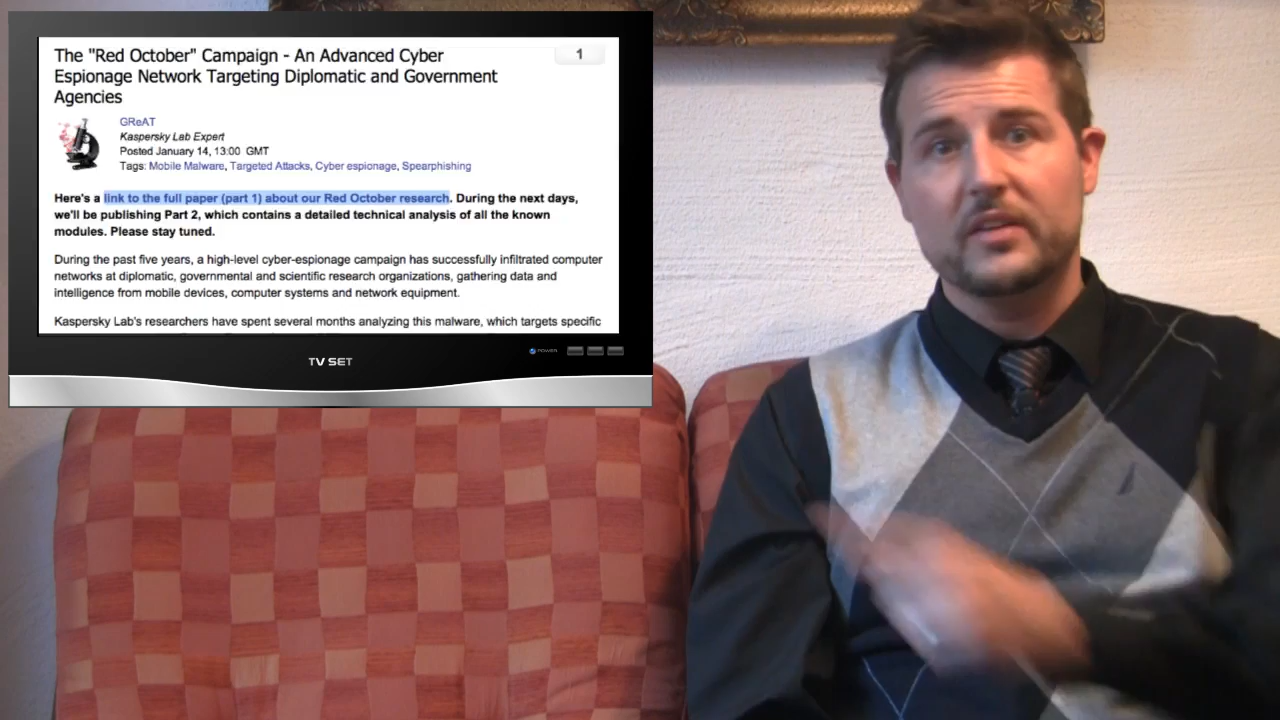 The "Red October" Campaign - An Advanced Cyber
Espionage Network Targeting Diplomatic and Government
Agencies
1
GReAT
Kaspersky Lab Expert
Posted January 14, 13:00 GMT
Tags: Mobile Malware, Targeted Attacks, Cyber espionage, Spearphishing
Here's a link to the full paper (part 1) about our Red October research. During the next days,
we'll be publishing Part 2, which contains a detailed technical analysis of all the known
modules. Please stay tuned.
During the past five years, a high-level cyber-espionage campaign has successfully infiltrated computer
networks at diplomatic, governmental and scientific research organizations, gathering data and
intelligence from mobile devices, computer systems and network equipment.
Kaspersky Lab's researchers have spent several months analyzing this malware, which targets specific
POWER
TV SET